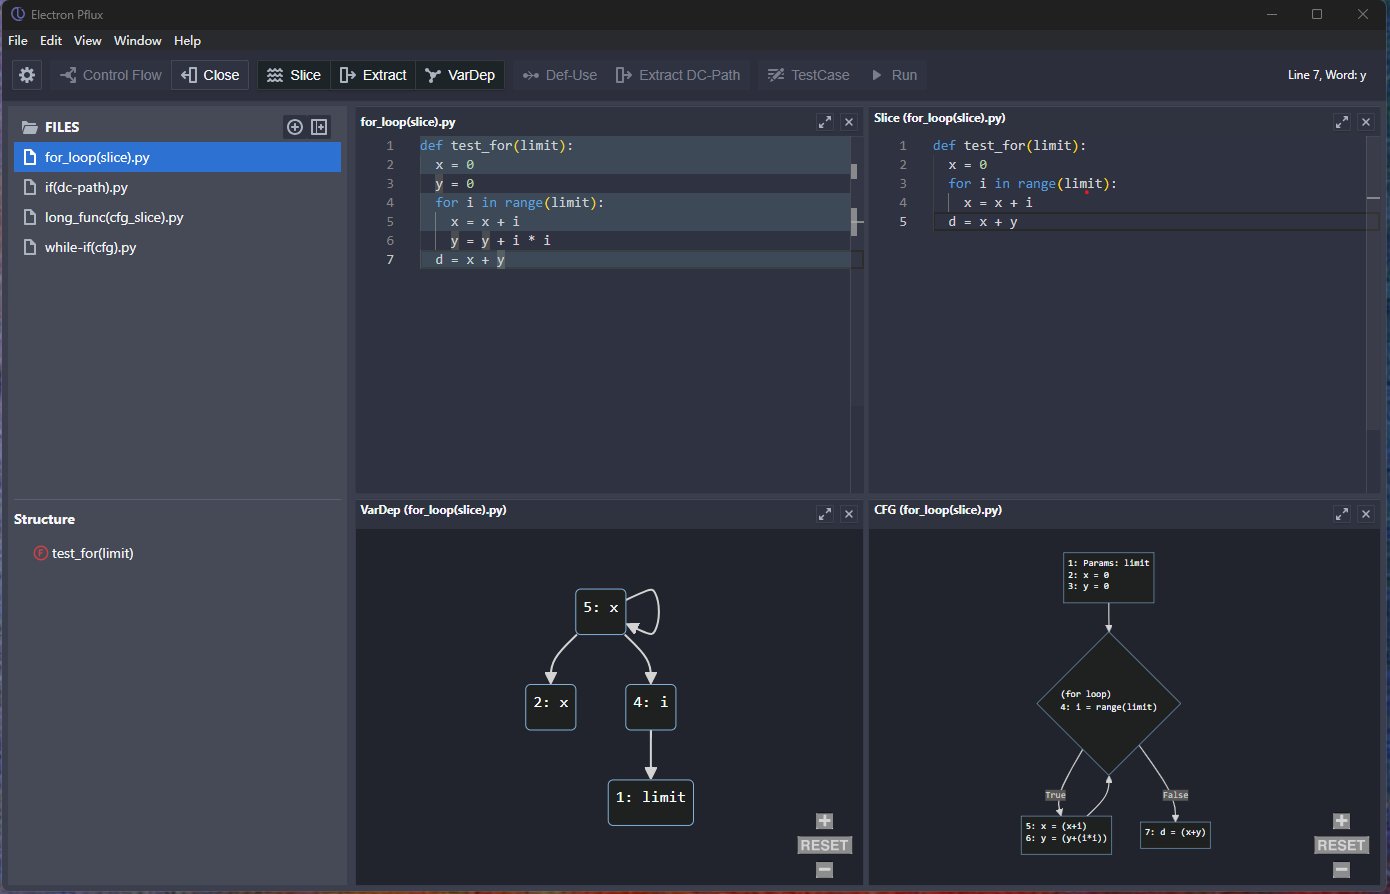 Electron Pflux
File Edit View Window Help
Control Flow Close Slice Extract VarDep Def-Use Extract DC-Path TestCase Run Line 7, Word: y
FILES
for_loop(slice).py
if(dc-path).py
long_func(cfg_slice).py
while-if(cfg).py
Structure
F test_for(limit)
for_loop(slice).py
1 def test_for(limit):
2 x = 0
3 y = 0
4 for i in range(limit):
5 x = x + i
6 y = y + i * i
7 d = x + y
Slice (for_loop(slice).py)
1 def test_for(limit):
2 x = 0
3 for i in range(limit):
4 x = x + i
5 d = x + y
VarDep (for_loop(slice).py)
5: x
2: x 4: i
1: limit
+
RESET
−
CFG (for_loop(slice).py)
1: Params: limit
2: x = 0
3: y = 0
(for loop)
4: i = range(limit)
True False
5: x = (x+i)
6: y = (y+(i*i))
7: d = (x+y)
+
RESET
−